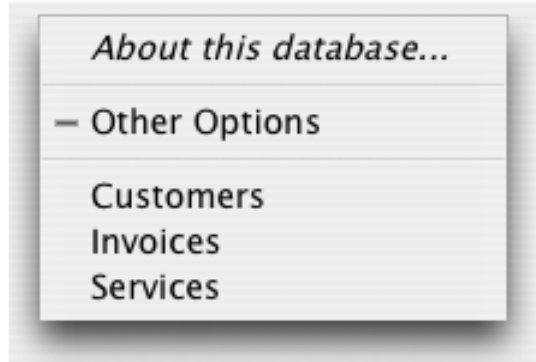 About this database...
– Other Options
Customers
Invoices
Services